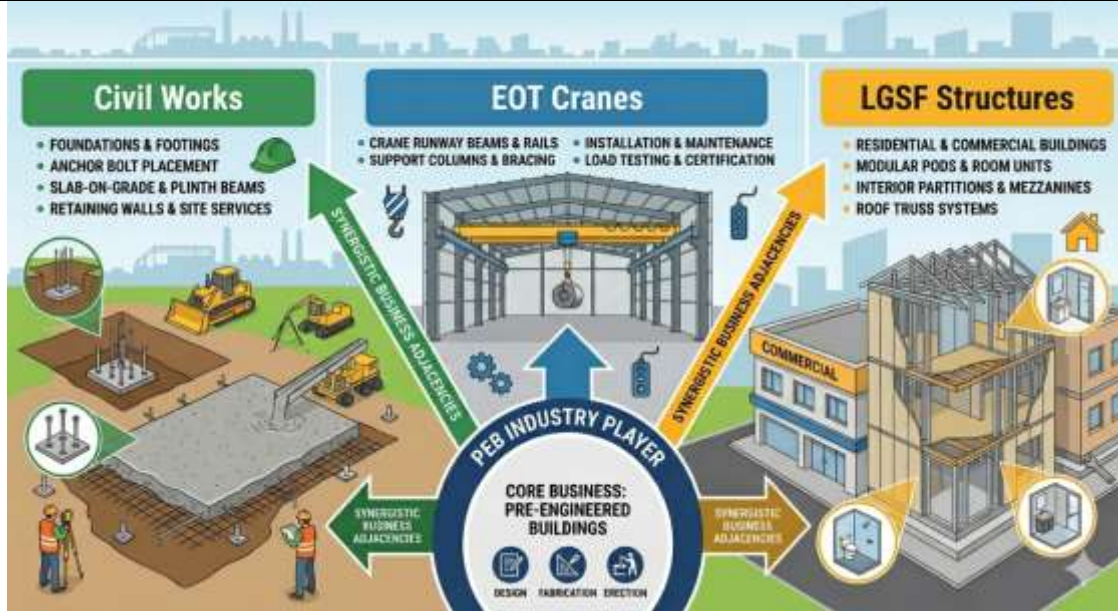 Civil Works
• FOUNDATIONS & FOOTINGS
• ANCHOR BOLT PLACEMENT
• SLAB-ON-GRADE & PLINTH BEAMS
• RETAINING WALLS & SITE SERVICES
EOT Cranes
• CRANE RUNWAY BEAMS & RAILS
• SUPPORT COLUMNS & BRACING
• INSTALLATION & MAINTENANCE
• LOAD TESTING & CERTIFICATION
LGSF Structures
• RESIDENTIAL & COMMERCIAL BUILDINGS
• MODULAR PODS & ROOM UNITS
• INTERIOR PARTITIONS & MEZZANINES
• ROOF TRUSS SYSTEMS
SYNERGISTIC BUSINESS ADJACENCIES
SYNERGISTIC BUSINESS ADJACENCIES
COMMERCIAL
PEB INDUSTRY PLAYER
CORE BUSINESS:
PRE-ENGINEERED
BUILDINGS
DESIGN
FABRICATION
ERECTION
SYNERGISTIC
BUSINESS
ADJACENCIES
SYNERGISTIC
BUSINESS
ADJACENCIES